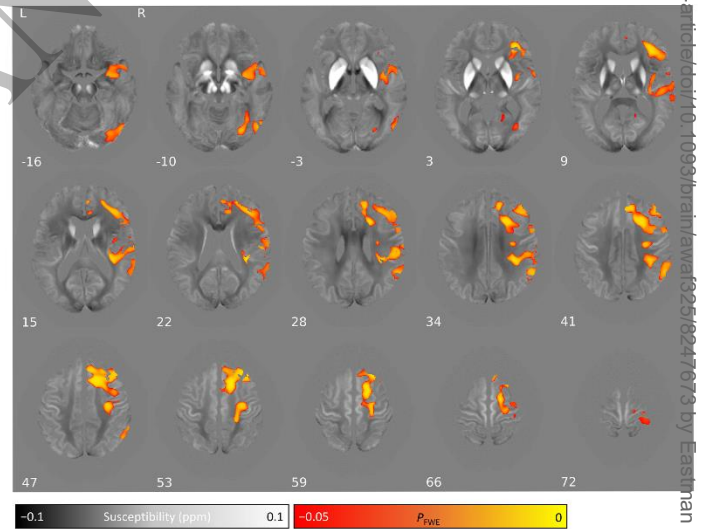 L R
-16 -10 -3 3 9
15 22 28 34 41
47 53 59 66 72
−0.1 Susceptibility (ppm) 0.1 −0.05 PFWE 0
-article/doi/10.1093/brain/awaf325/8247673 by Eastman